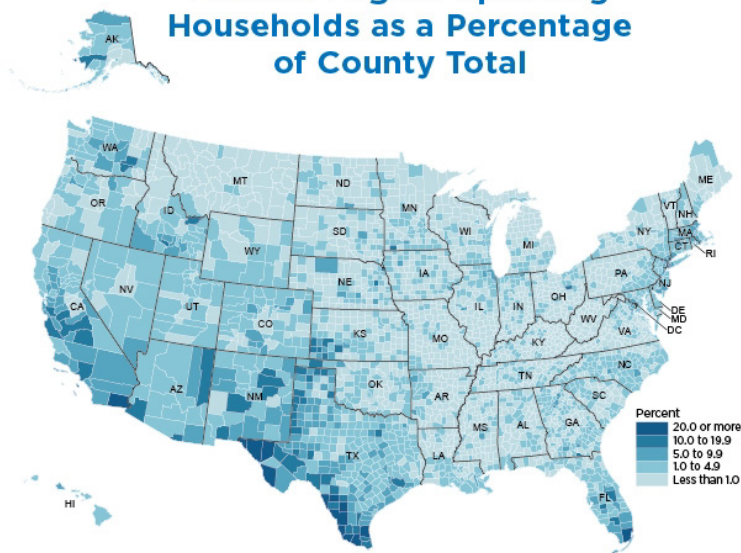 Households as a Percentage
of County Total
AK
WA
MT
ND
MN
ME
OR
ID
VT
NH
SD
WI
NY
MA
WY
MI
CT
RI
IA
PA
NE
NJ
NV
OH
IL
IN
DE
UT
MD
CA
CO
WV
DC
KS
VA
MO
KY
NC
TN
AZ
OK
NM
AR
SC
MS
AL
GA
Percent
20.0 or more
10.0 to 19.9
5.0 to 9.9
1.0 to 4.9
Less than 1.0
TX
LA
FL
HI